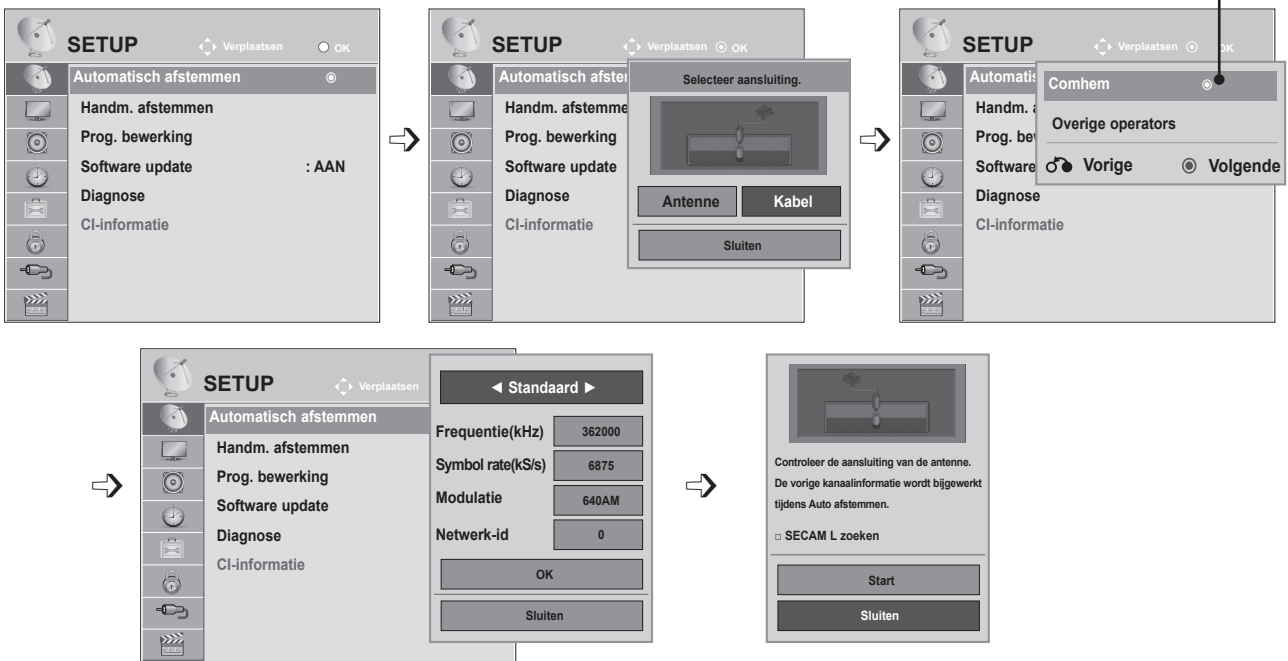 SETUP Verplaatsen OK
Automatisch afstemmen
Handm. afstemmen
Prog. bewerking
Software update : AAN
Diagnose
CI-informatie
SETUP Verplaatsen OK
Automatisch afster
Handm. afstemme
Prog. bewerking
Software update
Diagnose
CI-informatie
Selecteer aansluiting.
Antenne Kabel
Sluiten
SETUP Verplaatsen OK
Automatis
Handm. a
Prog. bew
Software
Diagnose
CI-informatie
Comhem
Overige operators
Vorige Volgende
SETUP Verplaatsen
Automatisch afstemmen
Handm. afstemmen
Prog. bewerking
Software update
Diagnose
CI-informatie
◄ Standaard ►
Frequentie(kHz) 362000
Symbol rate(kS/s) 6875
Modulatie 640AM
Netwerk-id 0
OK
Sluiten
Controleer de aansluiting van de antenne.
De vorige kanaalinformatie wordt bijgewerkt
tijdens Auto afstemmen.
□ SECAM L zoeken
Start
Sluiten